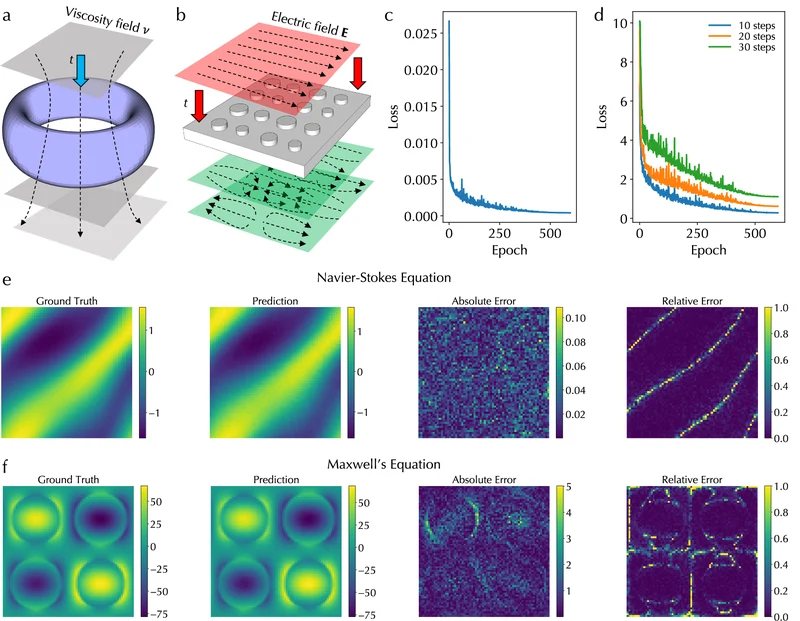 a
Viscosity field ν
t
b
Electric field E
t
c
0.025
0.020
0.015
0.010
0.005
0.000
Loss
0
250
500
Epoch
d
10
8
6
4
2
0
Loss
10 steps
20 steps
30 steps
0
250
500
Epoch
e
Navier-Stokes Equation
Ground Truth
1
0
−1
Prediction
1
0
−1
Absolute Error
0.10
0.08
0.06
0.04
0.02
Relative Error
1.0
0.8
0.6
0.4
0.2
0.0
f
Maxwell's Equation
Ground Truth
50
25
0
−25
−50
−75
Prediction
50
25
0
−25
−50
−75
Absolute Error
5
4
3
2
1
Relative Error
1.0
0.8
0.6
0.4
0.2
0.0